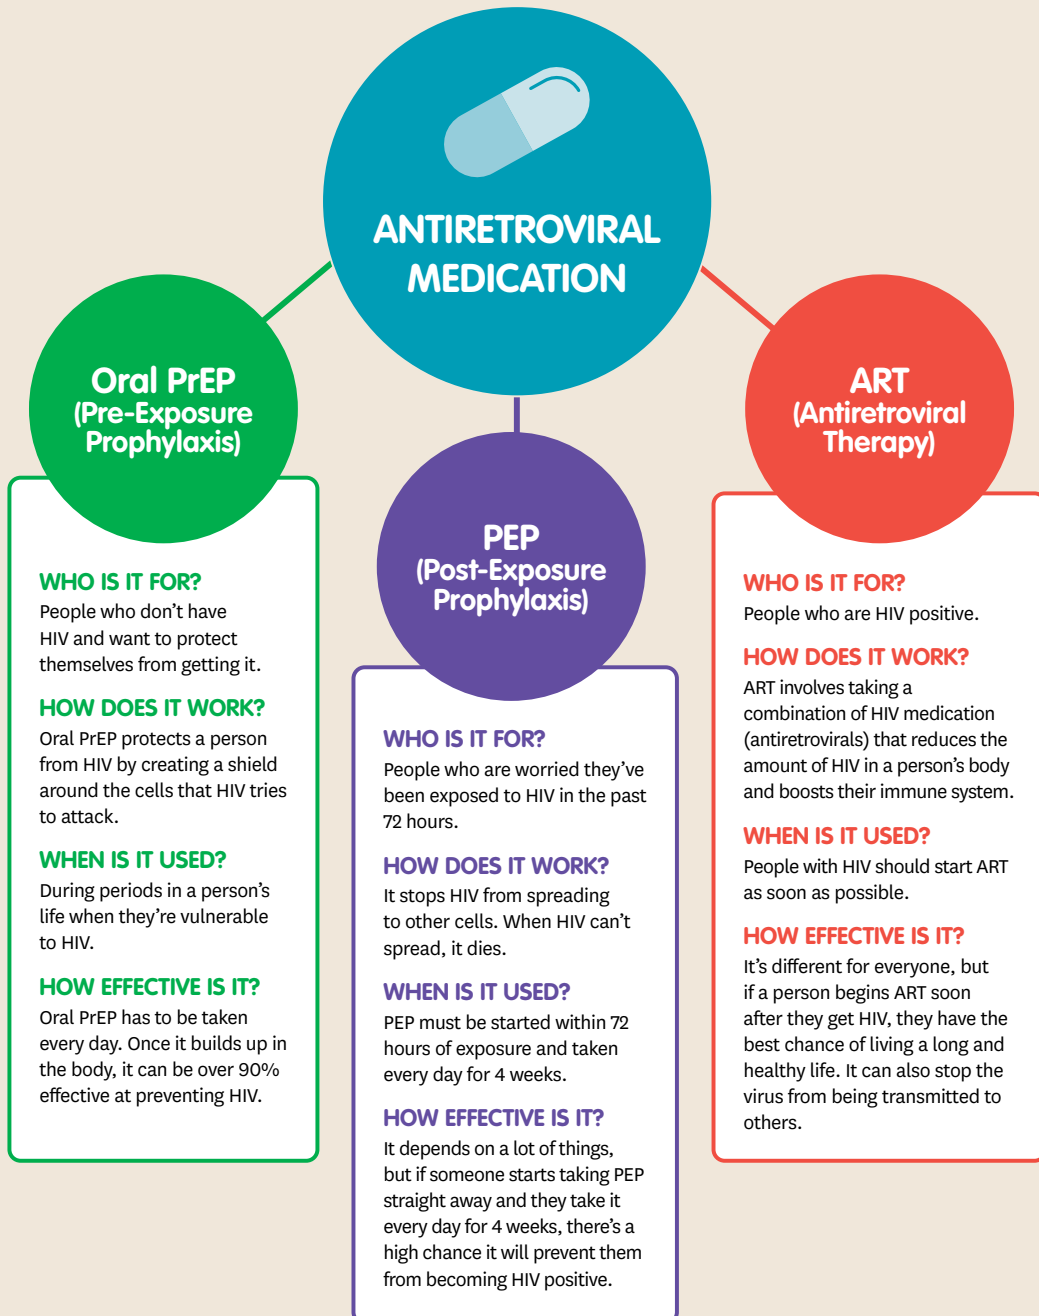 ANTIRETROVIRAL
MEDICATION
Oral PrEP
(Pre-Exposure
Prophylaxis)
WHO IS IT FOR?
People who don’t have
HIV and want to protect
themselves from getting it.
HOW DOES IT WORK?
Oral PrEP protects a person
from HIV by creating a shield
around the cells that HIV tries
to attack.
WHEN IS IT USED?
During periods in a person’s
life when they’re vulnerable
to HIV.
HOW EFFECTIVE IS IT?
Oral PrEP has to be taken
every day. Once it builds up in
the body, it can be over 90%
effective at preventing HIV.
PEP
(Post-Exposure
Prophylaxis)
WHO IS IT FOR?
People who are worried they’ve
been exposed to HIV in the past
72 hours.
HOW DOES IT WORK?
It stops HIV from spreading
to other cells. When HIV can’t
spread, it dies.
WHEN IS IT USED?
PEP must be started within 72
hours of exposure and taken
every day for 4 weeks.
HOW EFFECTIVE IS IT?
It depends on a lot of things,
but if someone starts taking PEP
straight away and they take it
every day for 4 weeks, there’s a
high chance it will prevent them
from becoming HIV positive.
ART
(Antiretroviral
Therapy)
WHO IS IT FOR?
People who are HIV positive.
HOW DOES IT WORK?
ART involves taking a
combination of HIV medication
(antiretrovirals) that reduces the
amount of HIV in a person’s body
and boosts their immune system.
WHEN IS IT USED?
People with HIV should start ART
as soon as possible.
HOW EFFECTIVE IS IT?
It’s different for everyone, but
if a person begins ART soon
after they get HIV, they have the
best chance of living a long and
healthy life. It can also stop the
virus from being transmitted to
others.